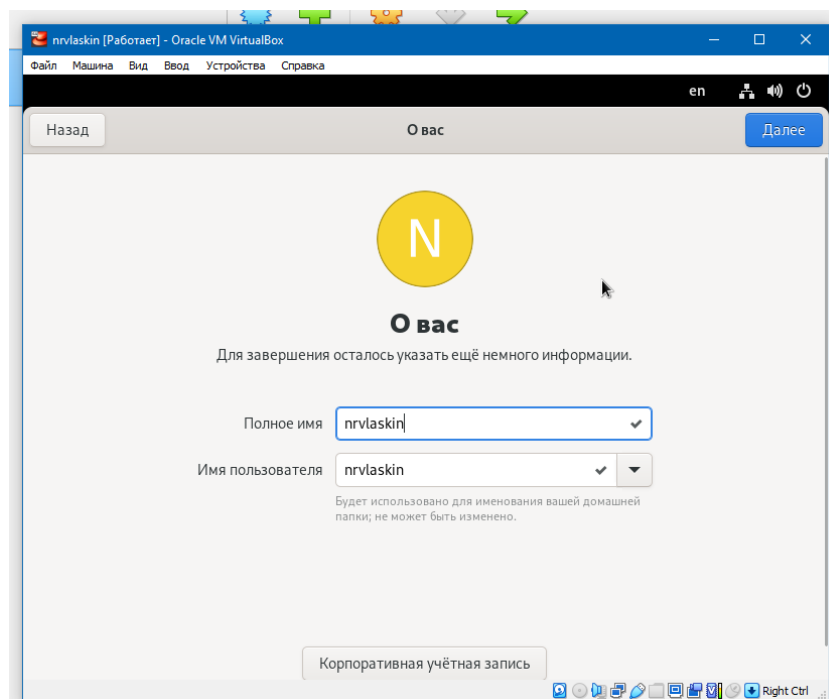 nrvlaskin [Работает] - Oracle VM VirtualBox
Файл Машина Вид Ввод Устройства Справка
en
Назад О вас Далее
N
О вас
Для завершения осталось указать ещё немного информации.
Полное имя nrvlaskin
Имя пользователя nrvlaskin
Будет использовано для именования вашей домашней
папки; не может быть изменено.
Корпоративная учётная запись
Right Ctrl